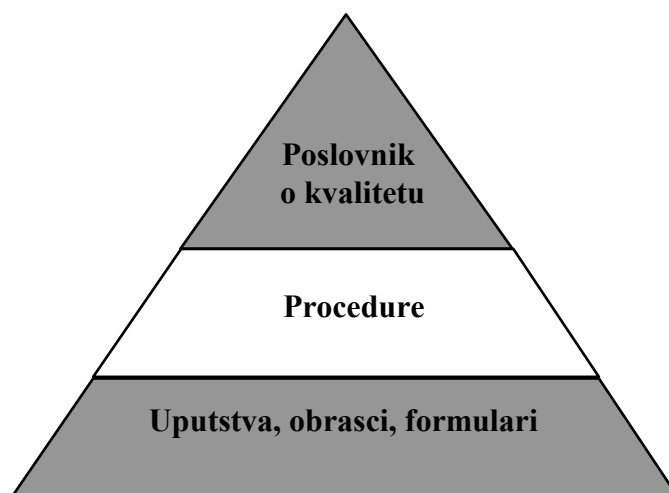 Poslovnik
o kvalitetu
Procedure
Uputstva, obrasci, formulari